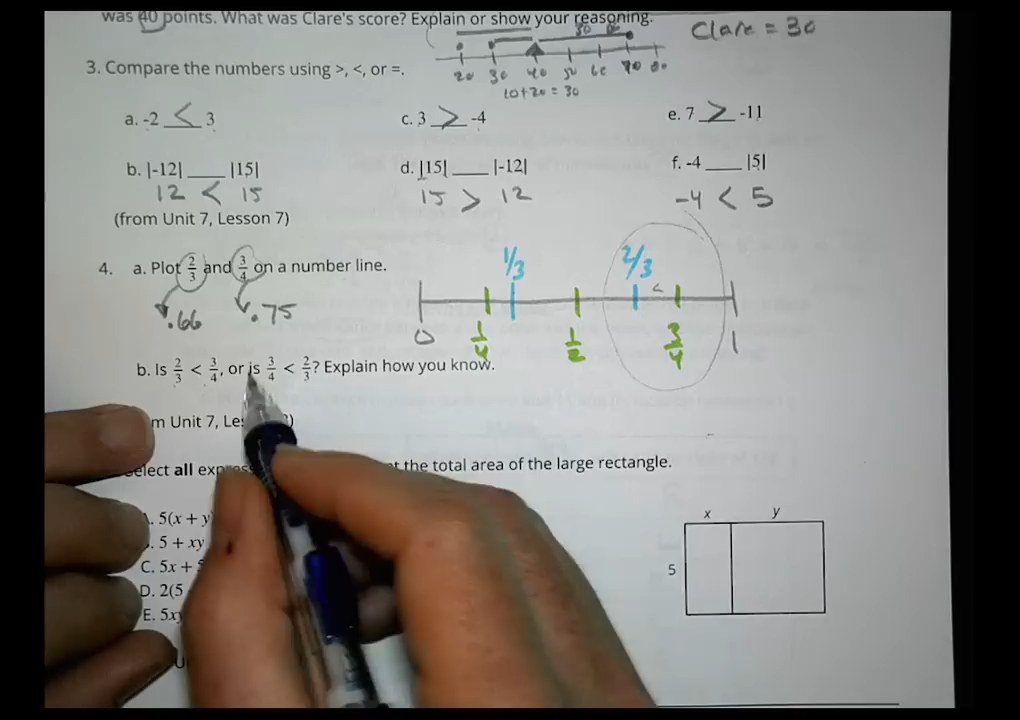 was 40 points. What was Clare's score? Explain or show your reasoning.
Clare = 30
20 30 40 50 60 70 80
10+20 = 30
3. Compare the numbers using >, <, or =.
a. -2 < 3
c. 3 > -4
e. 7 > -11
b. |-12| ____ |15|
d. |15| ____ |-12|
f. -4 ____ |5|
12 < 15
15 > 12
-4 < 5
(from Unit 7, Lesson 7)
4. a. Plot 2/3 and 3/4 on a number line.
1/3 2/3
<
.66 .75
0 1/4 1/2 3/4 1
b. Is 2/3 < 3/4, or is 3/4 < 2/3? Explain how you know.
m Unit 7, Le
elect all expres
t the total area of the large rectangle.
x y
5
. 5(x + y
. 5 + xy
C. 5x +
D. 2(5
E. 5xy